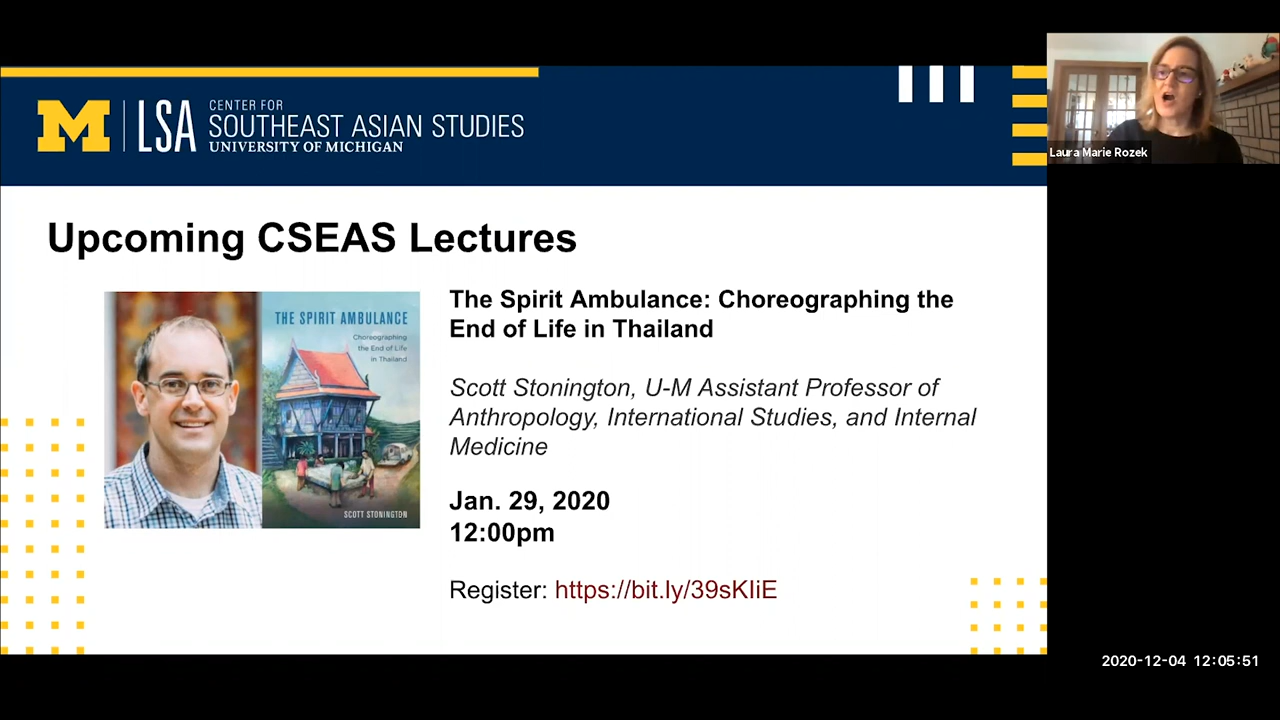 M LSA CENTER FOR
SOUTHEAST ASIAN STUDIES
UNIVERSITY OF MICHIGAN
Laura Marie Rozek
Upcoming CSEAS Lectures
THE SPIRIT AMBULANCE
Choreographing
the End of Life
in Thailand
SCOTT STONINGTON
The Spirit Ambulance: Choreographing the
End of Life in Thailand
Scott Stonington, U-M Assistant Professor of
Anthropology, International Studies, and Internal
Medicine
Jan. 29, 2020
12:00pm
Register: https://bit.ly/39sKIiE
2020-12-04 12:05:51